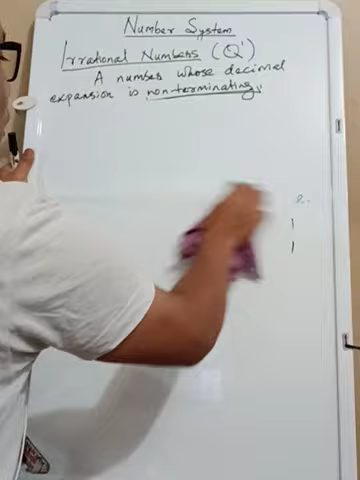 Number System
Irrational Numbers (Q')
A number whose decimal
expansion is non-terminating,